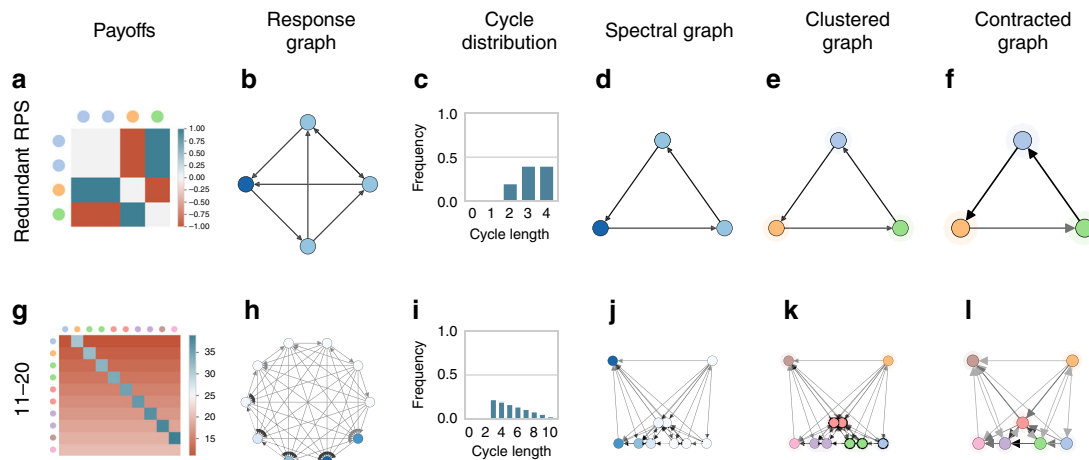 Payoffs
Response
graph
Cycle
distribution
Spectral graph
Clustered
graph
Contracted
graph
a
b
c
d
e
f
Redundant RPS
1.00
0.75
0.50
0.25
0.00
−0.25
−0.50
−0.75
−1.00
Frequency
1.0
0.5
0.0
0 1 2 3 4
Cycle length
g
h
i
j
k
l
11–20
35
30
25
20
15
Frequency
1.0
0.5
0.0
0 2 4 6 8 10
Cycle length